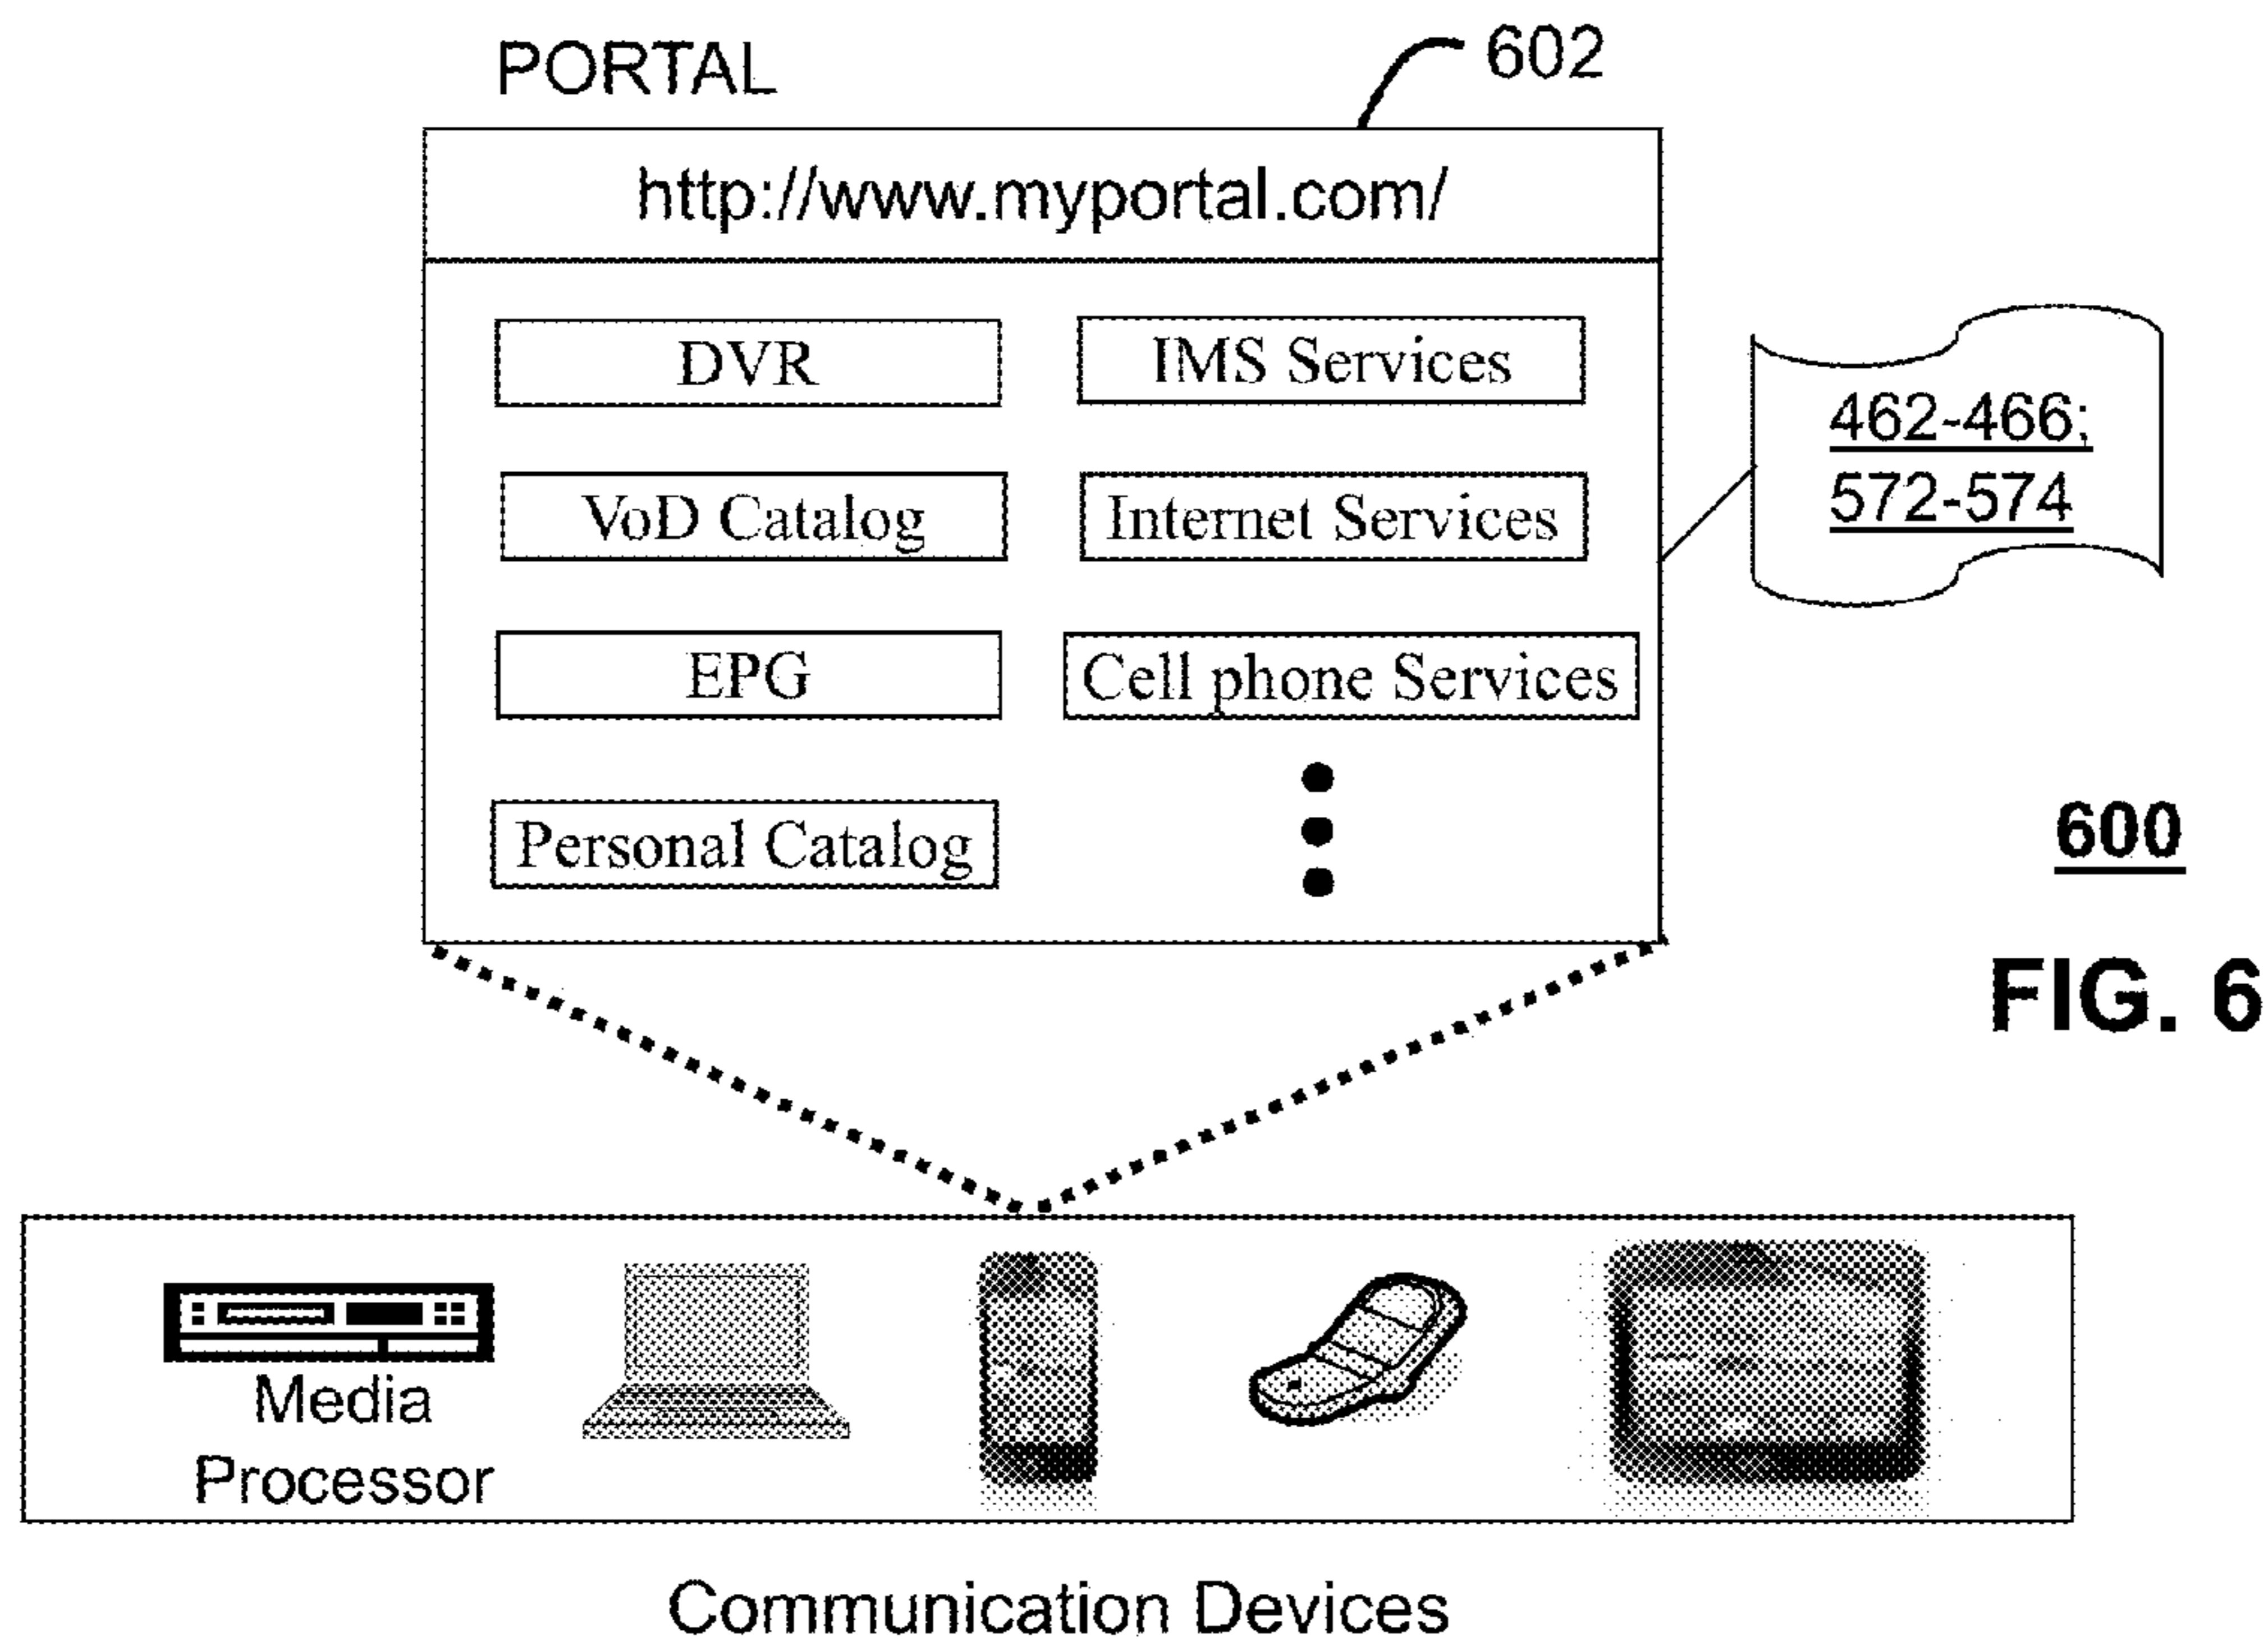 PORTAL
602
http://www.myportal.com/
DVR
IMS Services
VoD Catalog
Internet Services
EPG
Cell phone Services
Personal Catalog
462-466;
572-574
600
FIG. 6
Media
Processor
Communication Devices